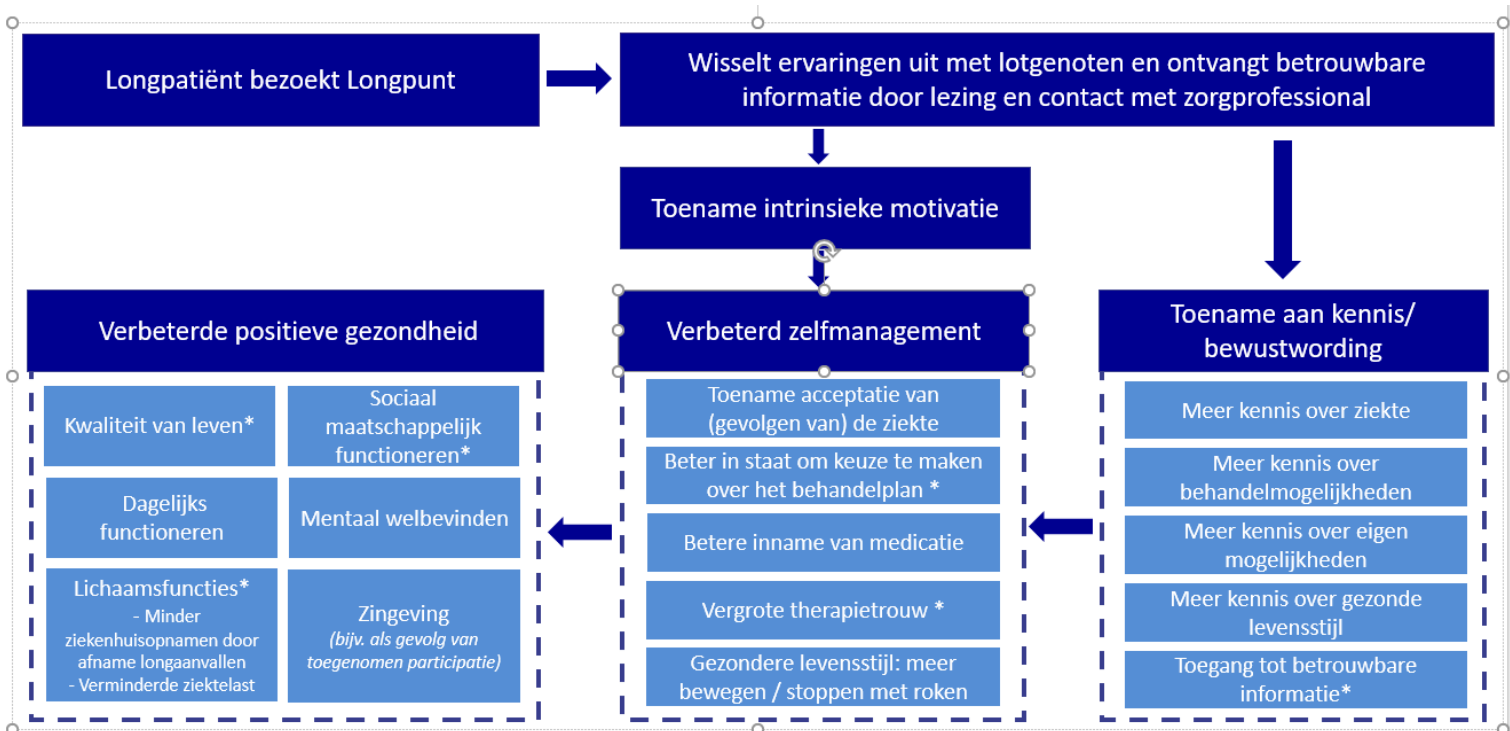 Longpatiënt bezoekt Longpunt
Wisselt ervaringen uit met lotgenoten en ontvangt betrouwbare
informatie door lezing en contact met zorgprofessional
Toename intrinsieke motivatie
Verbeterde positieve gezondheid
Kwaliteit van leven*
Sociaal
maatschappelijk
functioneren*
Dagelijks
functioneren
Mentaal welbevinden
Lichaamsfuncties*
- Minder
ziekenhuisopnamen door
afname longaanvallen
- Verminderde ziektelast
Zingeving
(bijv. als gevolg van
toegenomen participatie)
Verbeterd zelfmanagement
Toename acceptatie van
(gevolgen van) de ziekte
Beter in staat om keuze te maken
over het behandelplan *
Betere inname van medicatie
Vergrote therapietrouw *
Gezondere levensstijl: meer
bewegen / stoppen met roken
Toename aan kennis/
bewustwording
Meer kennis over ziekte
Meer kennis over
behandelmogelijkheden
Meer kennis over eigen
mogelijkheden
Meer kennis over gezonde
levensstijl
Toegang tot betrouwbare
informatie*